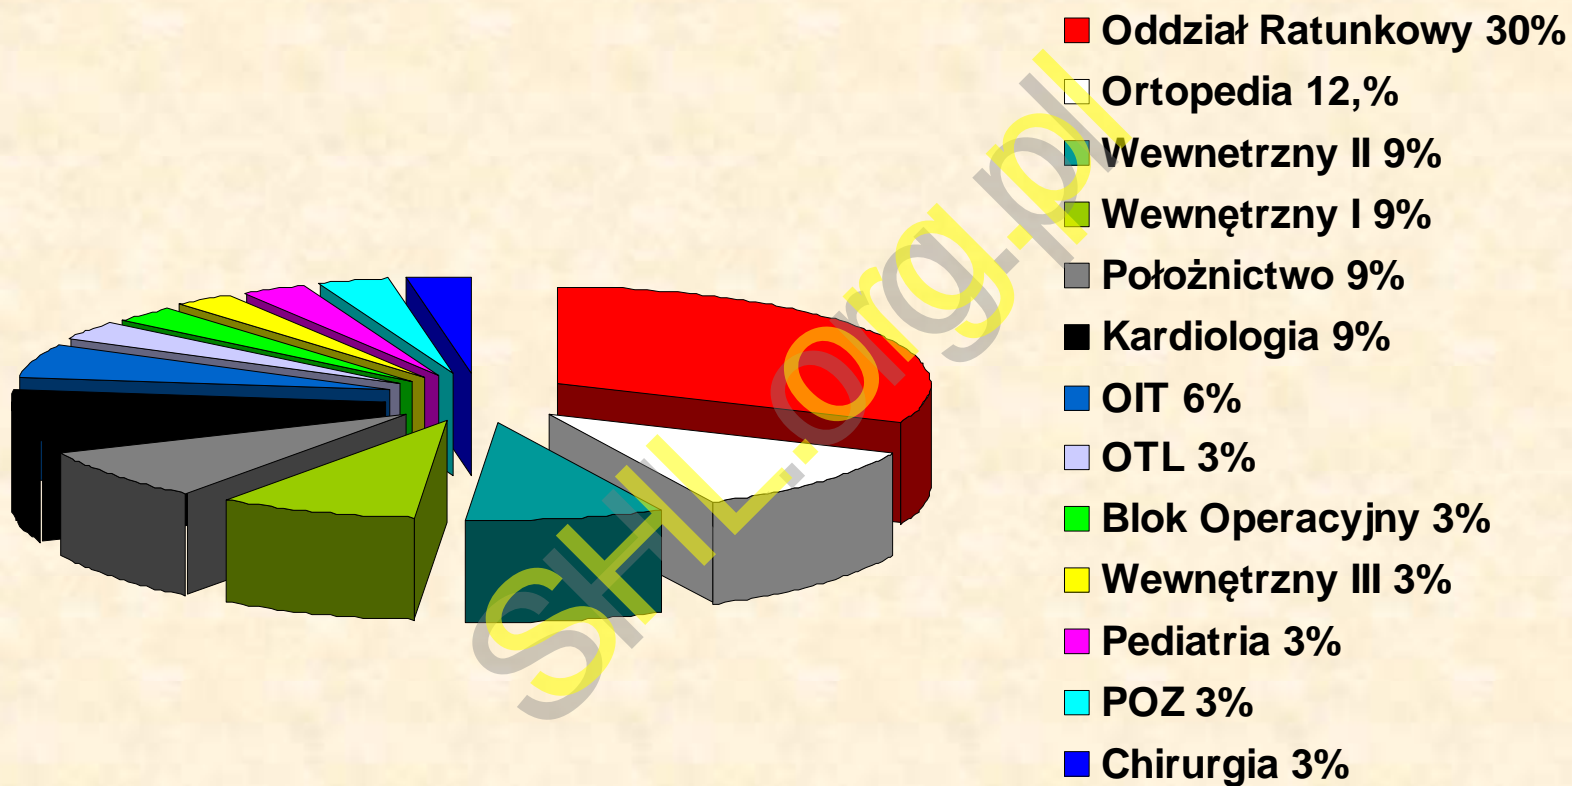 Oddział Ratunkowy 30%
Ortopedia 12,%
Wewnetrzny II 9%
Wewnętrzny I 9%
Położnictwo 9%
Kardiologia 9%
OIT 6%
OTL 3%
Blok Operacyjny 3%
Wewnętrzny III 3%
Pediatria 3%
POZ 3%
Chirurgia 3%
SHL.org.pl